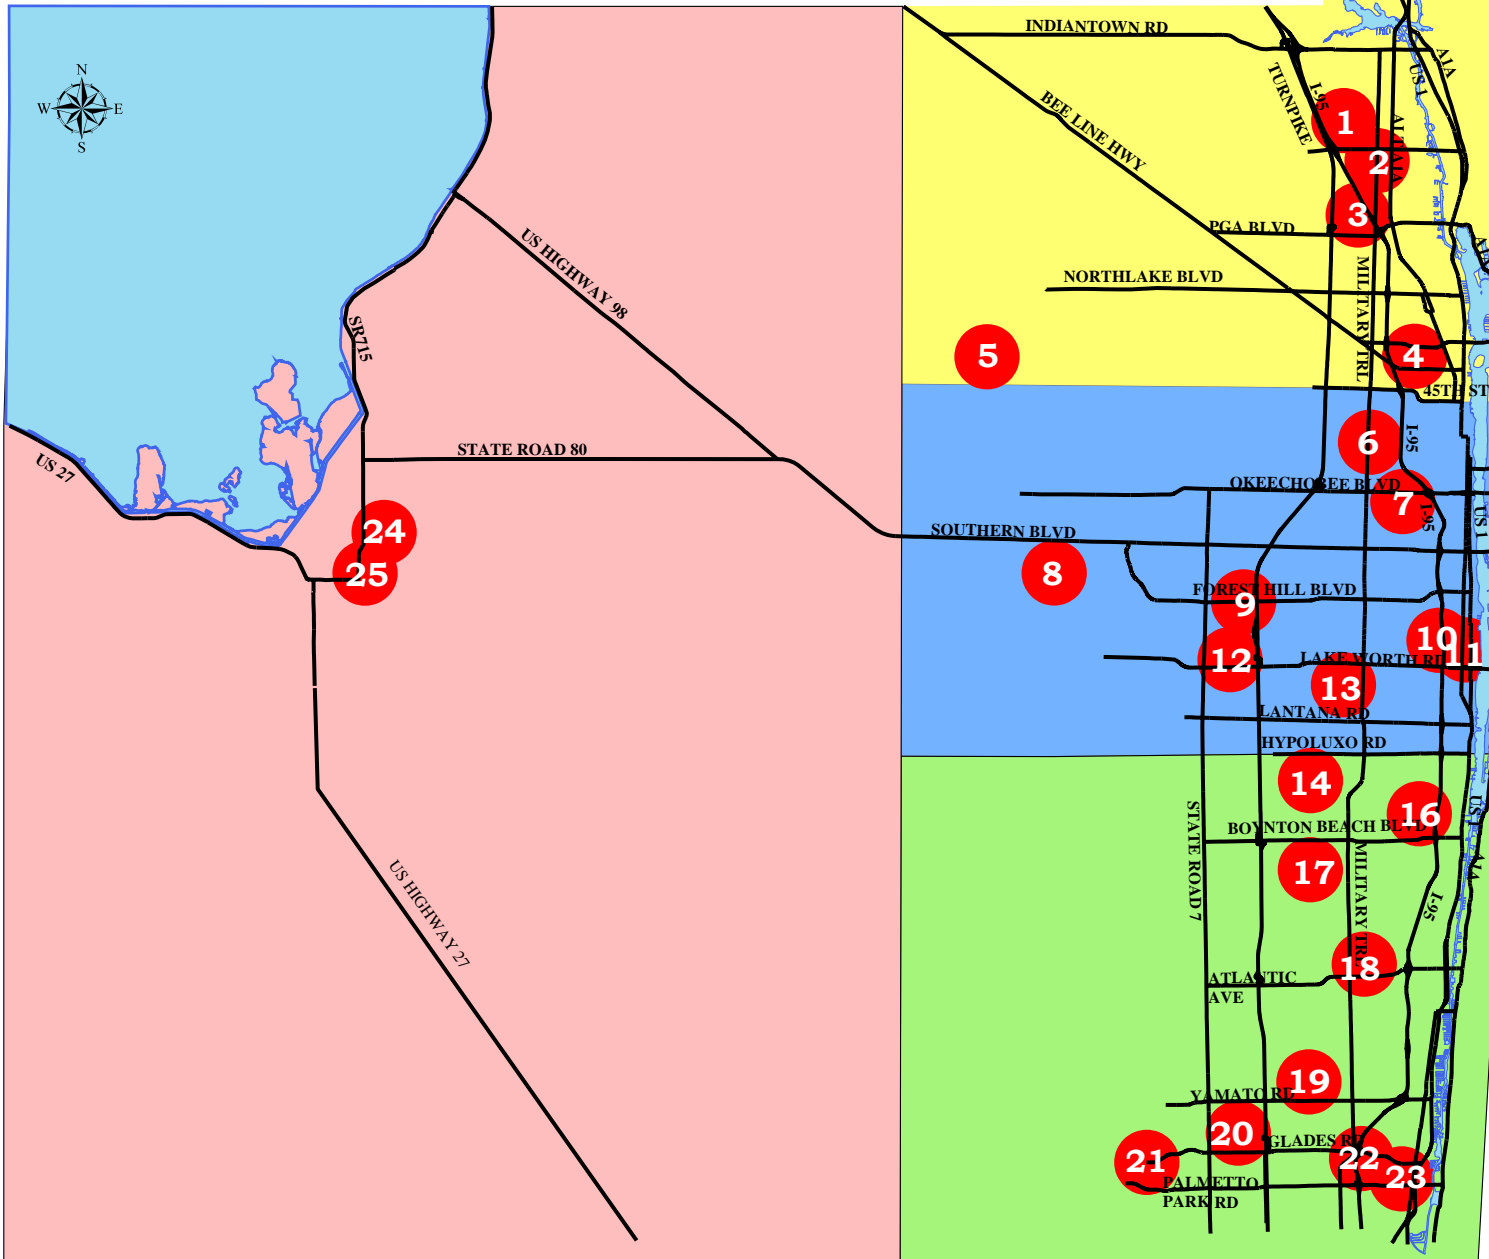 INDIANTOWN RD
A1A
US 1
N
W E
S
TURNPIKE
I-95
BEE LINE HWY
1
ALT A1A
2
3
PGA BLVD
US HIGHWAY 98
A1A
NORTHLAKE BLVD
MILITARY TRL
SR715
5
4
45TH ST
6
I-95
STATE ROAD 80
US 27
OKEECHOBEE BLVD
7
I-95
US 1
24
SOUTHERN BLVD
25
8
FOREST HILL BLVD
9
10
11
12
LAKE WORTH RD
13
LANTANA RD
HYPOLUXO RD
14
16
US 1
BOYNTON BEACH BLVD
STATE ROAD 7
17
MILITARY TRL
A1A
I-95
US HIGHWAY 27
18
ATLANTIC
AVE
19
YAMATO RD
20
GLADES RD
21
22
23
PALMETTO
PARK RD